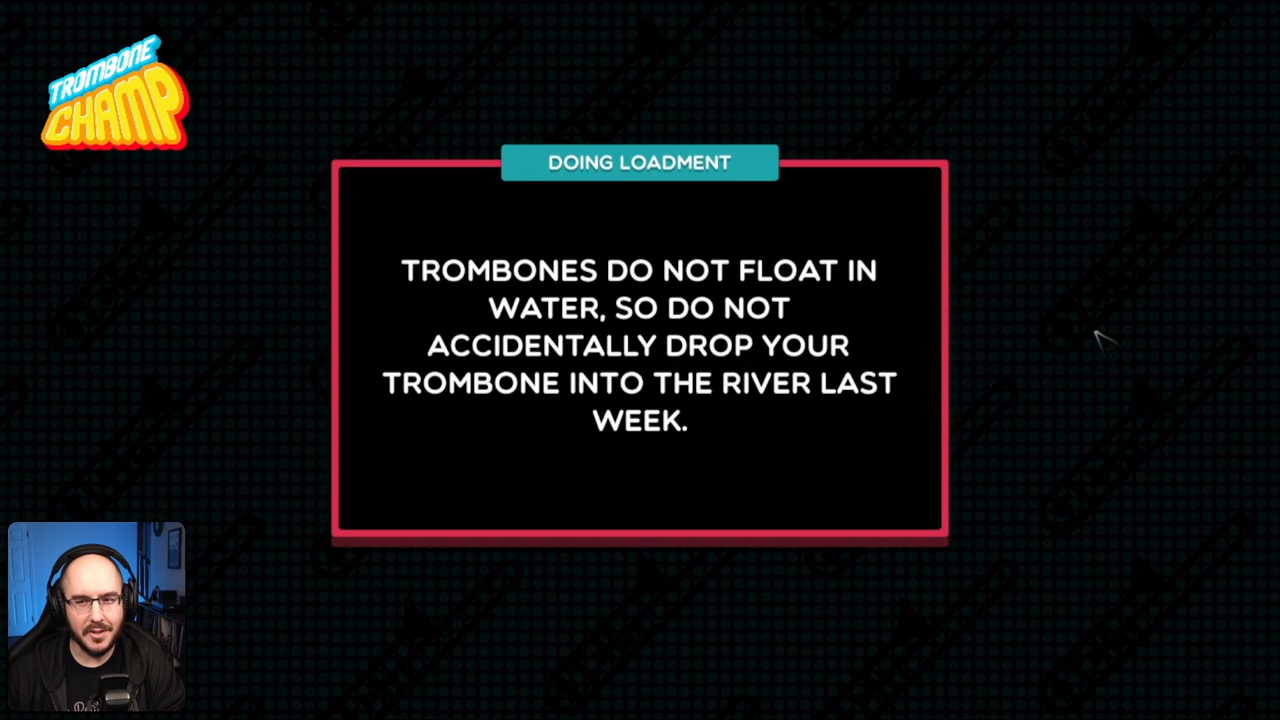 TROMBONE
CHAMP
DOING LOADMENT
TROMBONES DO NOT FLOAT IN
WATER, SO DO NOT
ACCIDENTALLY DROP YOUR
TROMBONE INTO THE RIVER LAST
WEEK.